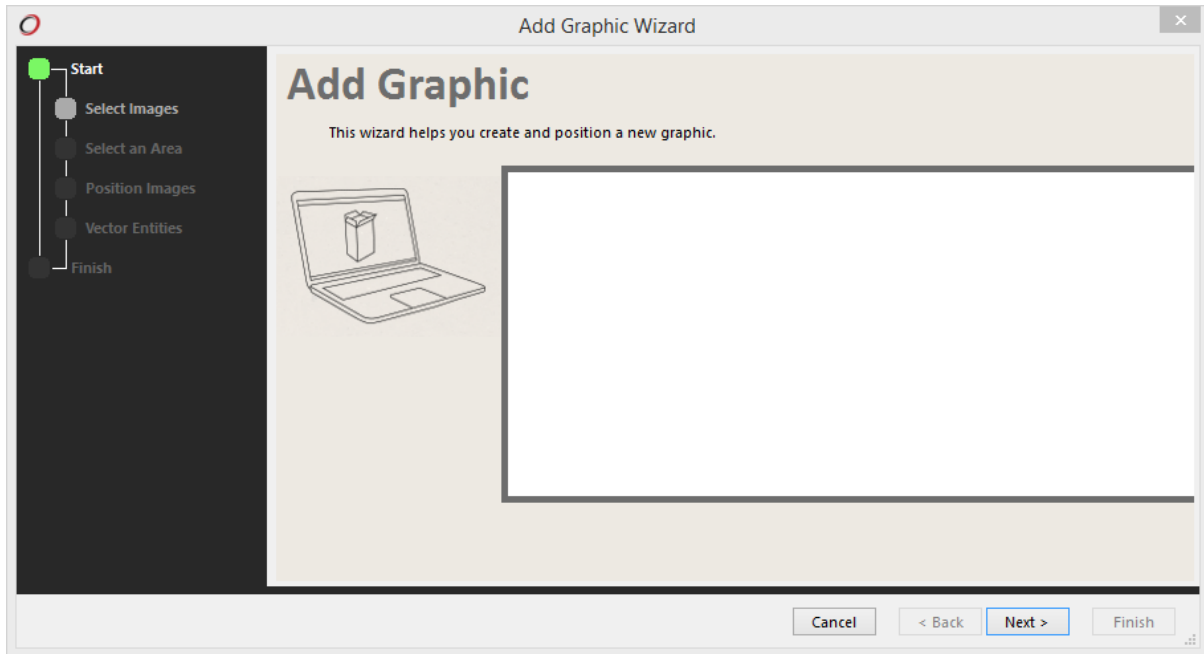 Add Graphic Wizard
Start
Select Images
Select an Area
Position Images
Vector Entities
Finish
Add Graphic
This wizard helps you create and position a new graphic.
Cancel
< Back
Next >
Finish